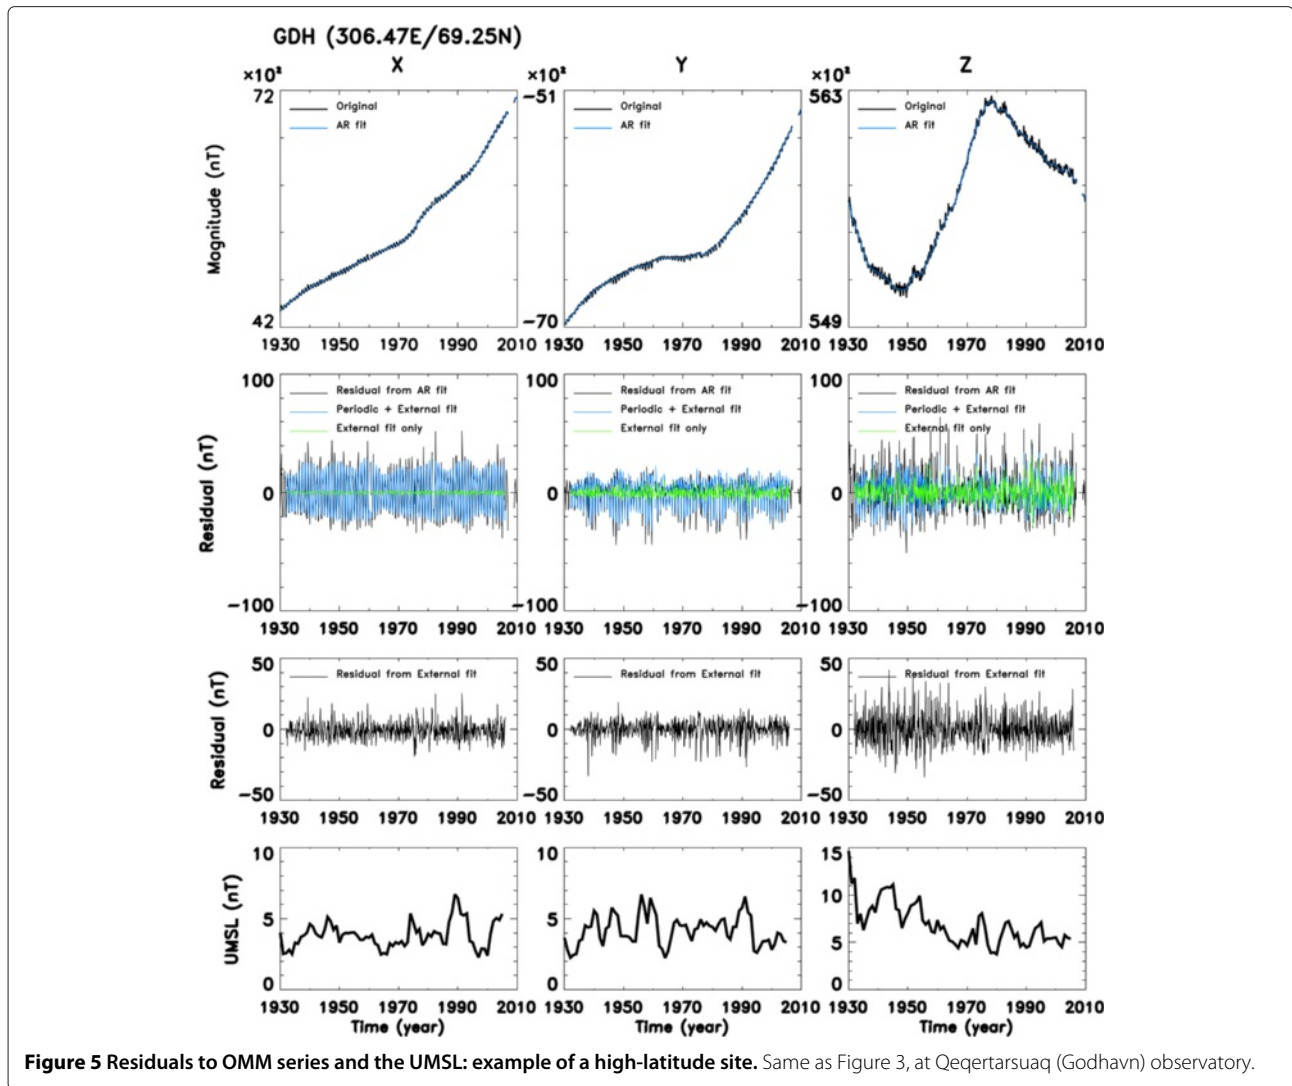 GDH (306.47E/69.25N)
X Y Z
×10² ×10² ×10²
72 −51 563
Original Original Original
AR fit AR fit AR fit
Magnitude (nT)
42 −70 549
1930 1950 1970 1990 2010 1930 1950 1970 1990 2010 1930 1950 1970 1990 2010
100 100 100
Residual from AR fit Residual from AR fit Residual from AR fit
Periodic + External fit Periodic + External fit Periodic + External fit
External fit only External fit only External fit only
Residual (nT)
0 0 0
−100 −100 −100
1930 1950 1970 1990 2010 1930 1950 1970 1990 2010 1930 1950 1970 1990 2010
50 50 50
Residual from External fit Residual from External fit Residual from External fit
Residual (nT)
0 0 0
−50 −50 −50
1930 1950 1970 1990 2010 1930 1950 1970 1990 2010 1930 1950 1970 1990 2010
10 10 15
10
UMSL (nT)
5 5 5
0 0 0
1930 1950 1970 1990 2010 1930 1950 1970 1990 2010 1930 1950 1970 1990 2010
Time (year) Time (year) Time (year)
Figure 5 Residuals to OMM series and the UMSL: example of a high-latitude site. Same as Figure 3, at Qeqertarsuaq (Godhavn) observatory.